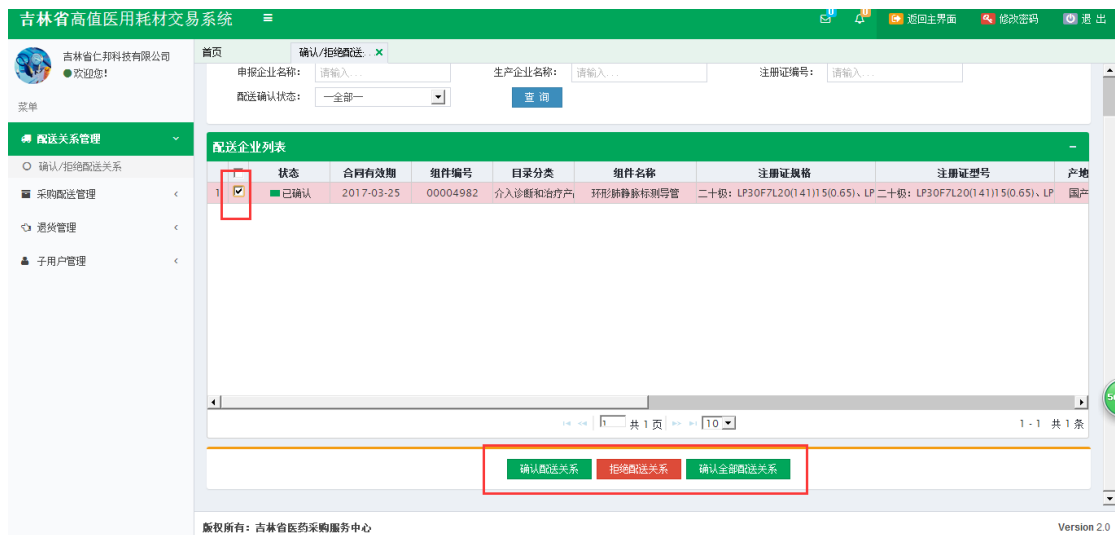 吉林省高值医用耗材交易系统 0 0 返回主界面 修改密码 退 出
吉林省仁邦科技有限公司
欢迎您!
菜单
配送关系管理
确认/拒绝配送关系
采购配送管理
退货管理
子用户管理
首页 确认/拒绝配送... ×
申报企业名称： 请输入... 生产企业名称： 请输入... 注册证编号： 请输入...
配送确认状态： —全部— 查 询
配送企业列表
状态 合同有效期 组件编号 目录分类 组件名称 注册证规格 注册证型号 产地
1 已确认 2017-03-25 00004982 介入诊断和治疗产 环形肺静脉标测导管 二十极：LP30F7L20(141)15(0.65)、LP 二十极：LP30F7L20(141)15(0.65)、LP 国产
1 共 1 页 10 1 - 1 共 1 条
确认配送关系 拒绝配送关系 确认全部配送关系
版权所有：吉林省医药采购服务中心 Version 2.0